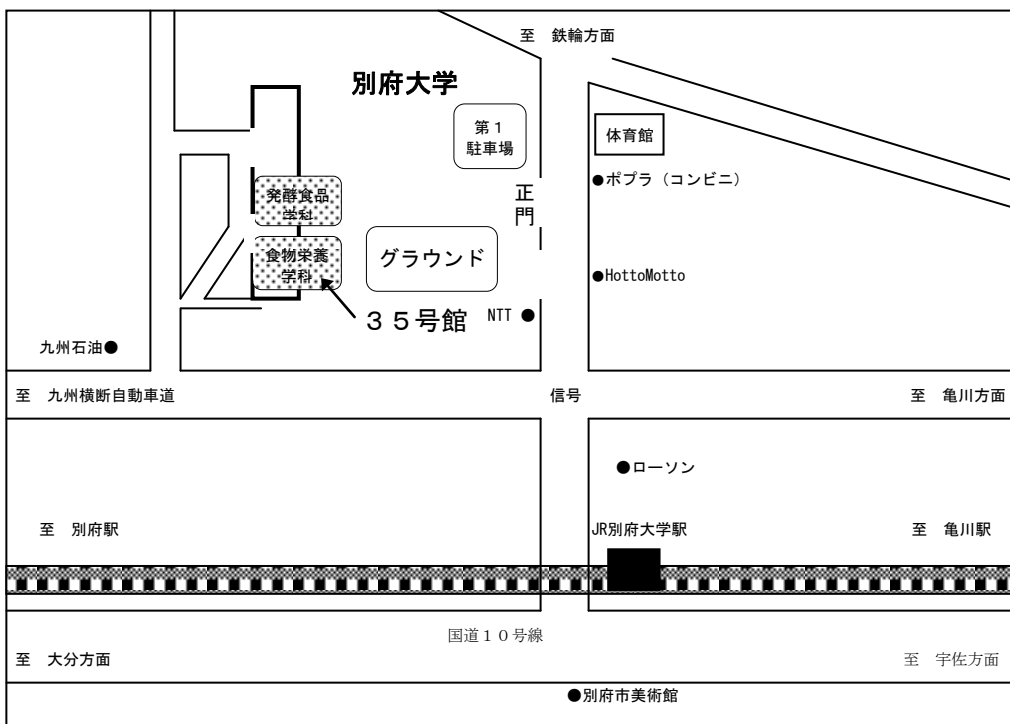 至　鉄輪方面
別府大学
第１
駐車場
体育館
正
門
●ポプラ（コンビニ）
発酵食品
学科
食物栄養
学科
グラウンド
●HottoMotto
３５号館
NTT ●
九州石油●
至　九州横断自動車道
信号
至　亀川方面
●ローソン
至　別府駅
JR別府大学駅
至　亀川駅
国道１０号線
至　大分方面
至　宇佐方面
●別府市美術館